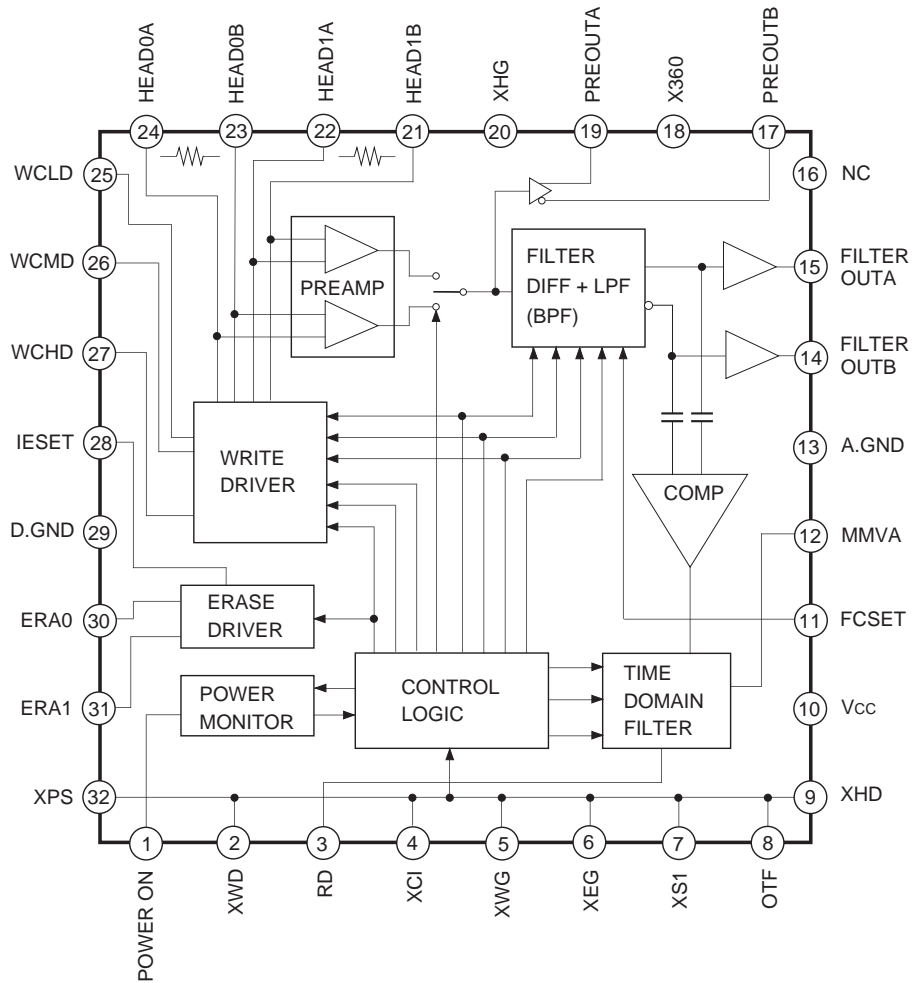 HEAD0A
HEAD0B
HEAD1A
HEAD1B
XHG
PREOUTA
X360
PREOUTB
24
23
22
21
20
19
18
17
WCLD
25
16
NC
WCMD
26
PREAMP
FILTER
DIFF + LPF
(BPF)
15
FILTER
OUTA
WCHD
27
14
FILTER
OUTB
IESET
28
WRITE
DRIVER
COMP
13
A.GND
D.GND
29
12
MMVA
ERA0
30
ERASE
DRIVER
11
FCSET
ERA1
31
POWER
MONITOR
CONTROL
LOGIC
TIME
DOMAIN
FILTER
10
Vcc
XPS
32
9
XHD
1
2
3
4
5
6
7
8
POWER ON
XWD
RD
XCI
XWG
XEG
XS1
OTF